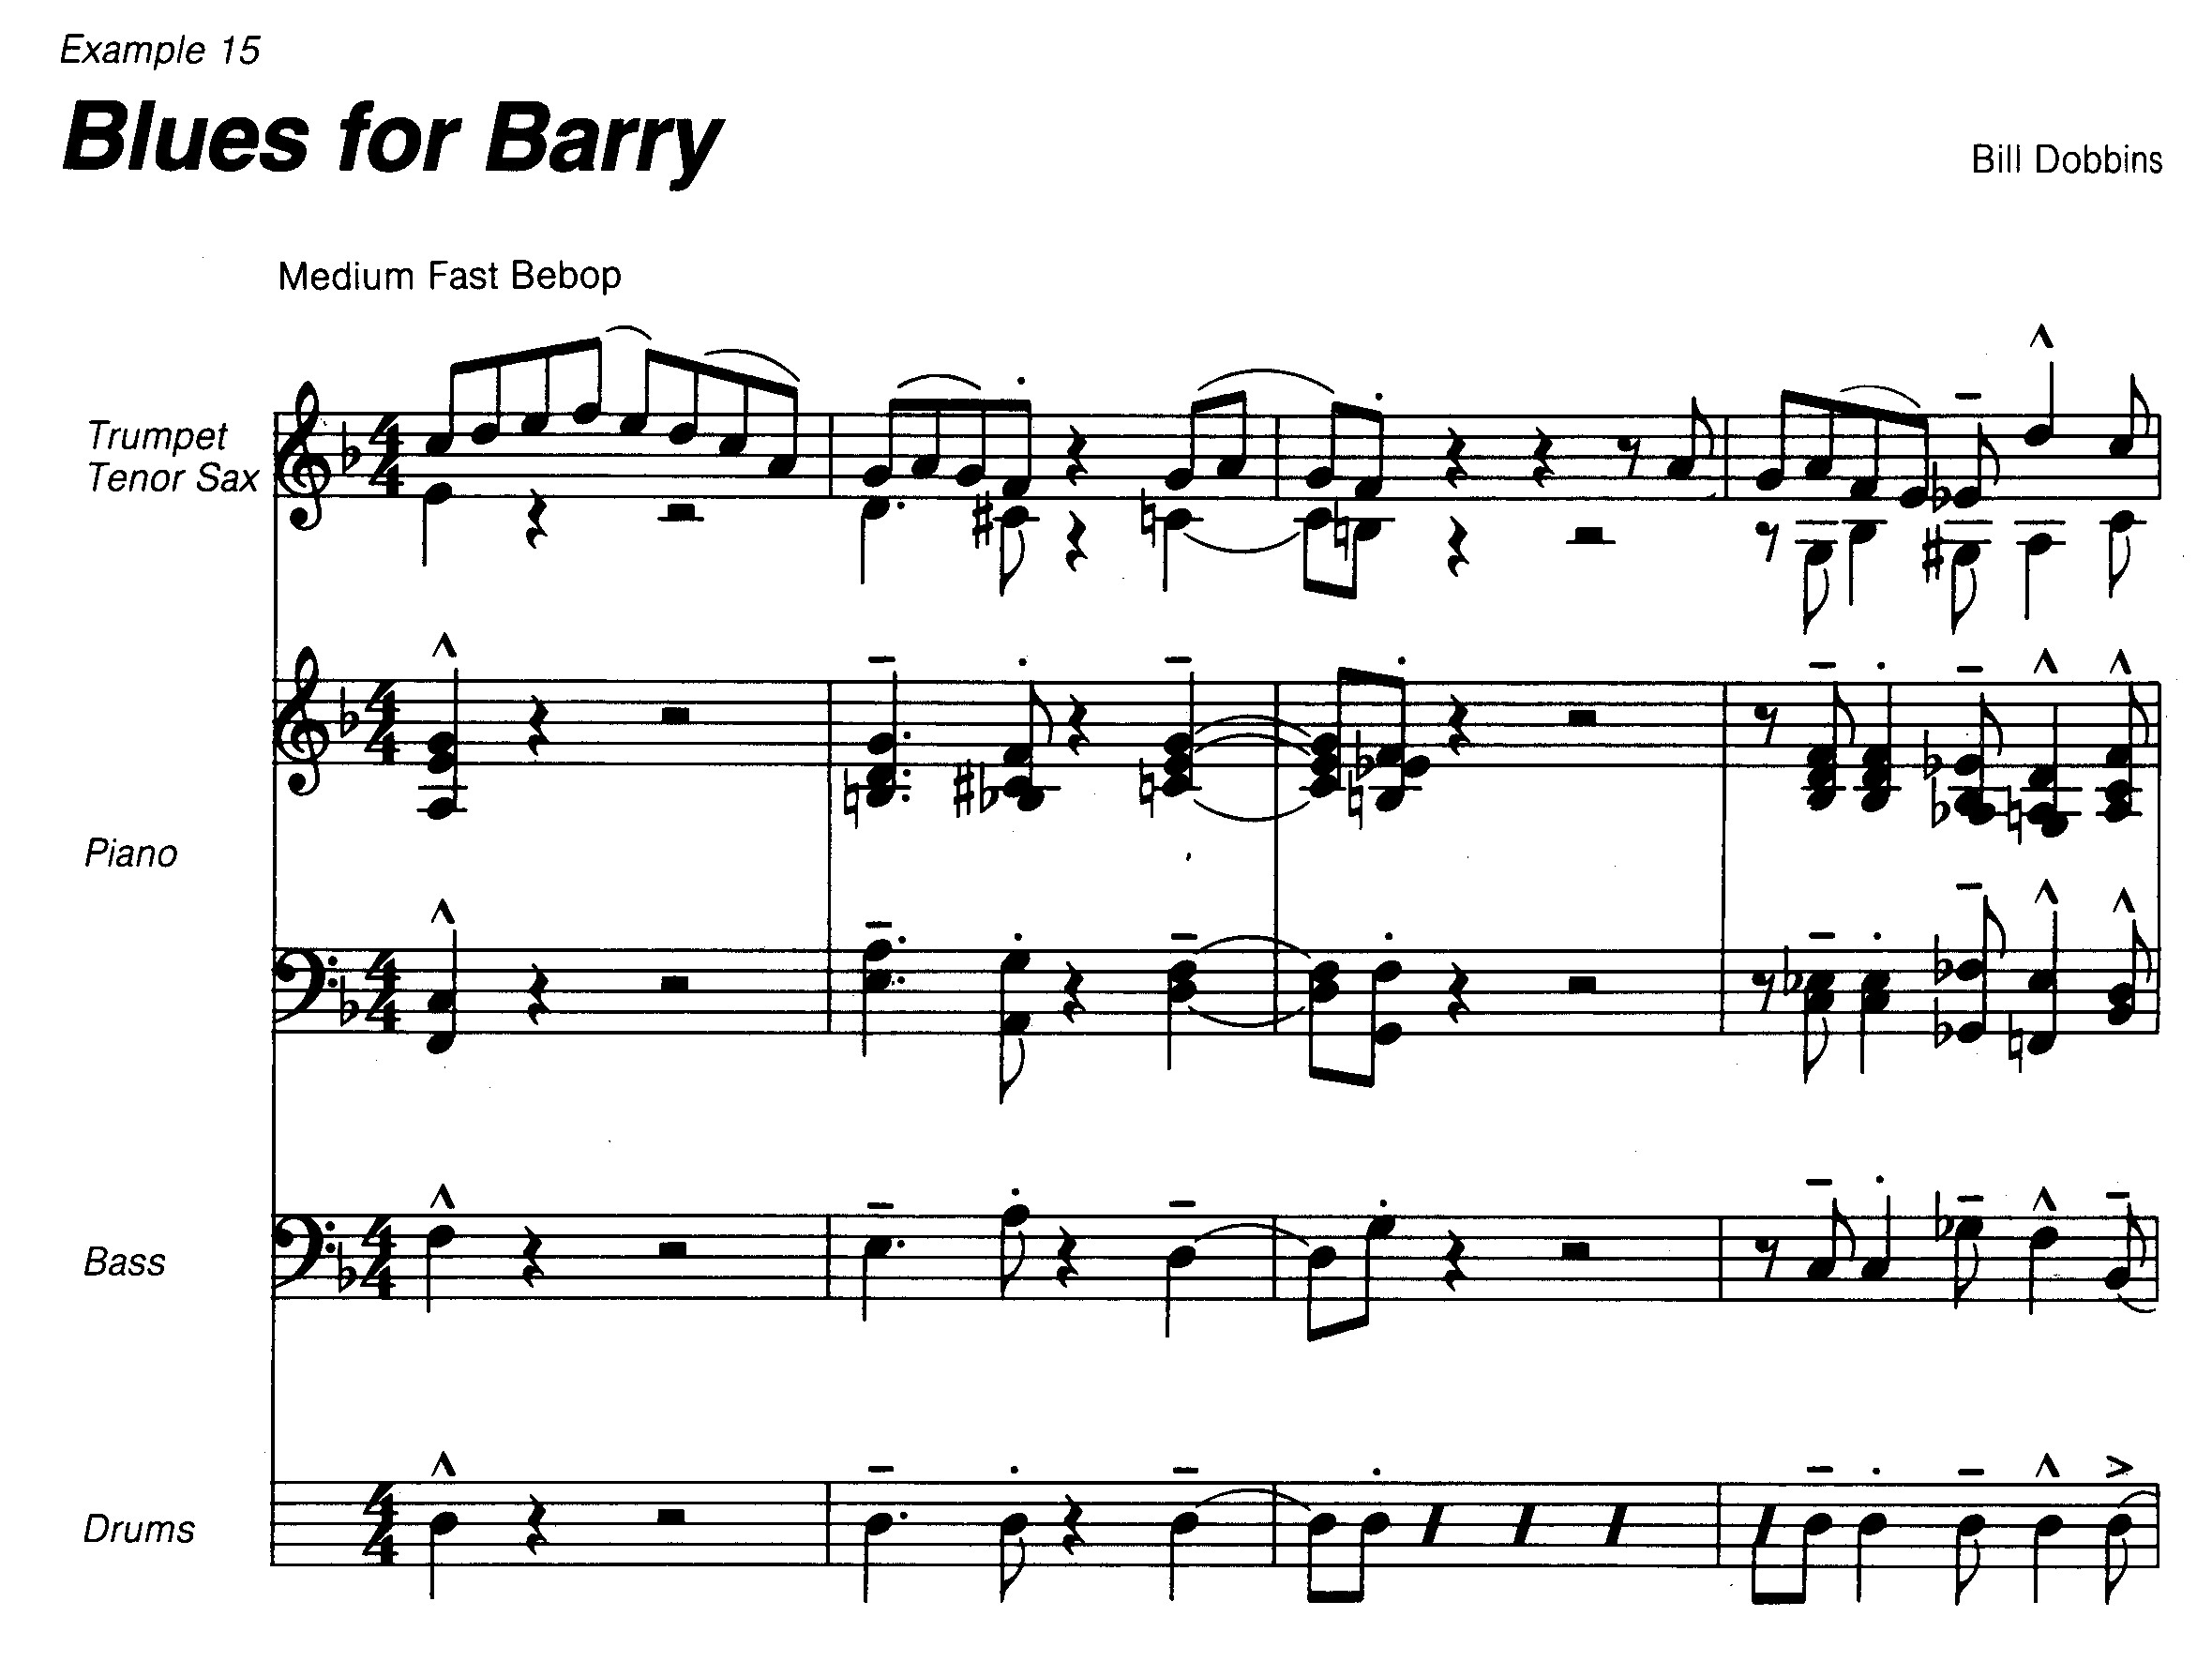 Example 15
Blues for Barry
Bill Dobbins
Medium Fast Bebop
Trumpet
Tenor Sax
Piano
Bass
Drums